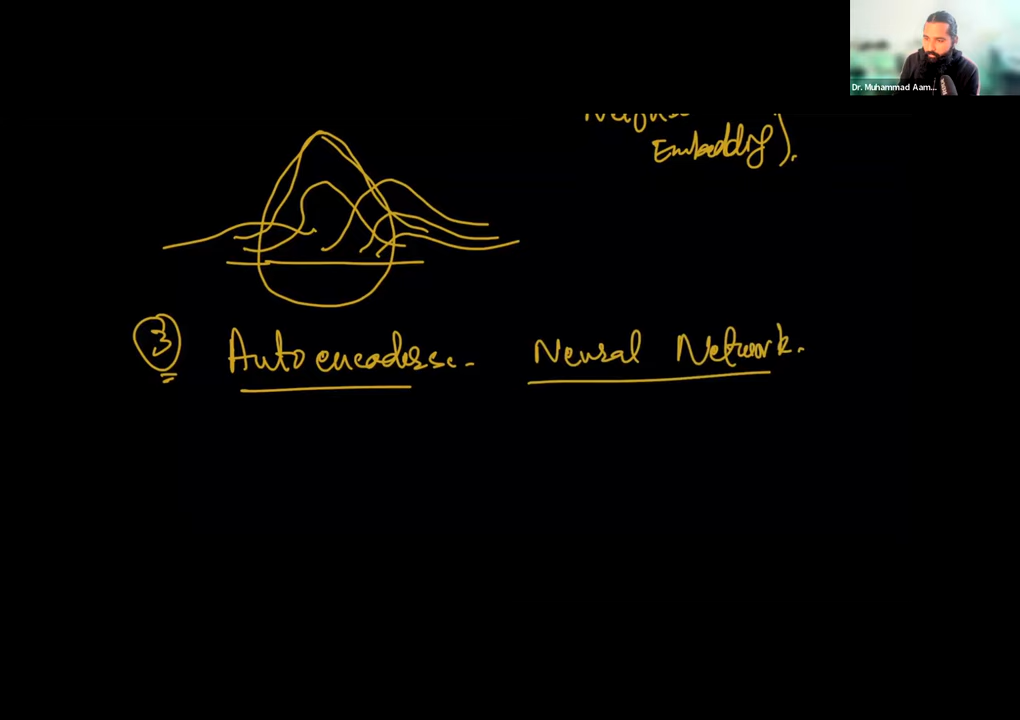 Dr. Muhammad Aam...
Embedding).
③ Autoencoders. Neural Network.